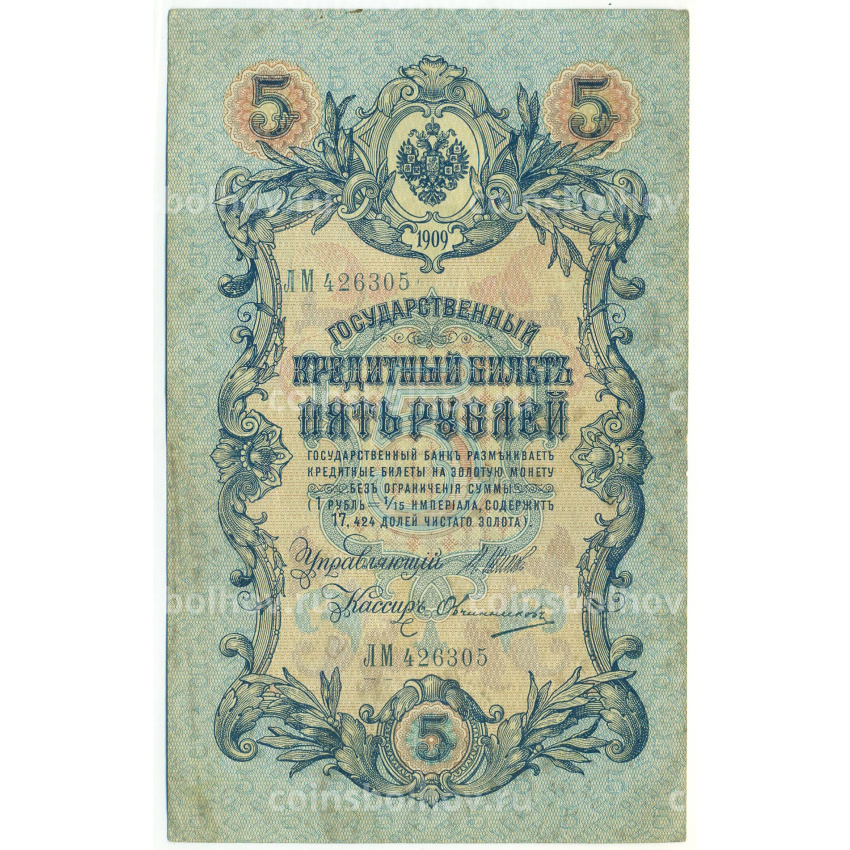 5 5
1909
ЛМ 426305
ГОСУДАРСТВЕННЫЙ
КРЕДИТНЫЙ БИЛЕТЪ
ПЯТЬ РУБЛЕЙ
ГОСУДАРСТВЕННЫЙ БАНКЪ РАЗМѢНИВАЕТЪ
КРЕДИТНЫЕ БИЛЕТЫ НА ЗОЛОТУЮ МОНЕТУ
БЕЗЪ ОГРАНИЧЕНІЯ СУММЫ
(1 РУБЛЬ = 1/15 ИМПЕРІАЛА, СОДЕРЖИТЪ
17,424 ДОЛЕЙ ЧИСТАГО ЗОЛОТА).
Управляющій
Кассиръ Овчинниковъ
ЛМ 426305
5
coinsbolhov.ru